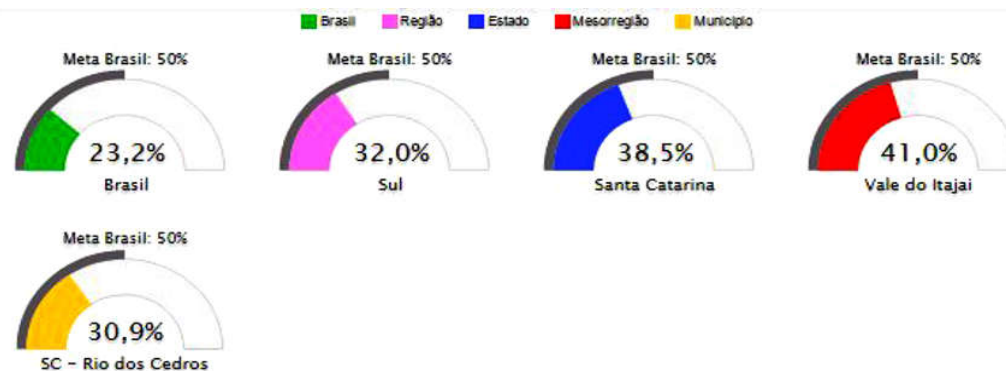 Brasil Região Estado Mesorregião Município
Meta Brasil: 50% Meta Brasil: 50% Meta Brasil: 50% Meta Brasil: 50%
23,2% 32,0% 38,5% 41,0%
Brasil Sul Santa Catarina Vale do Itajaí
Meta Brasil: 50%
30,9%
SC - Rio dos Cedros